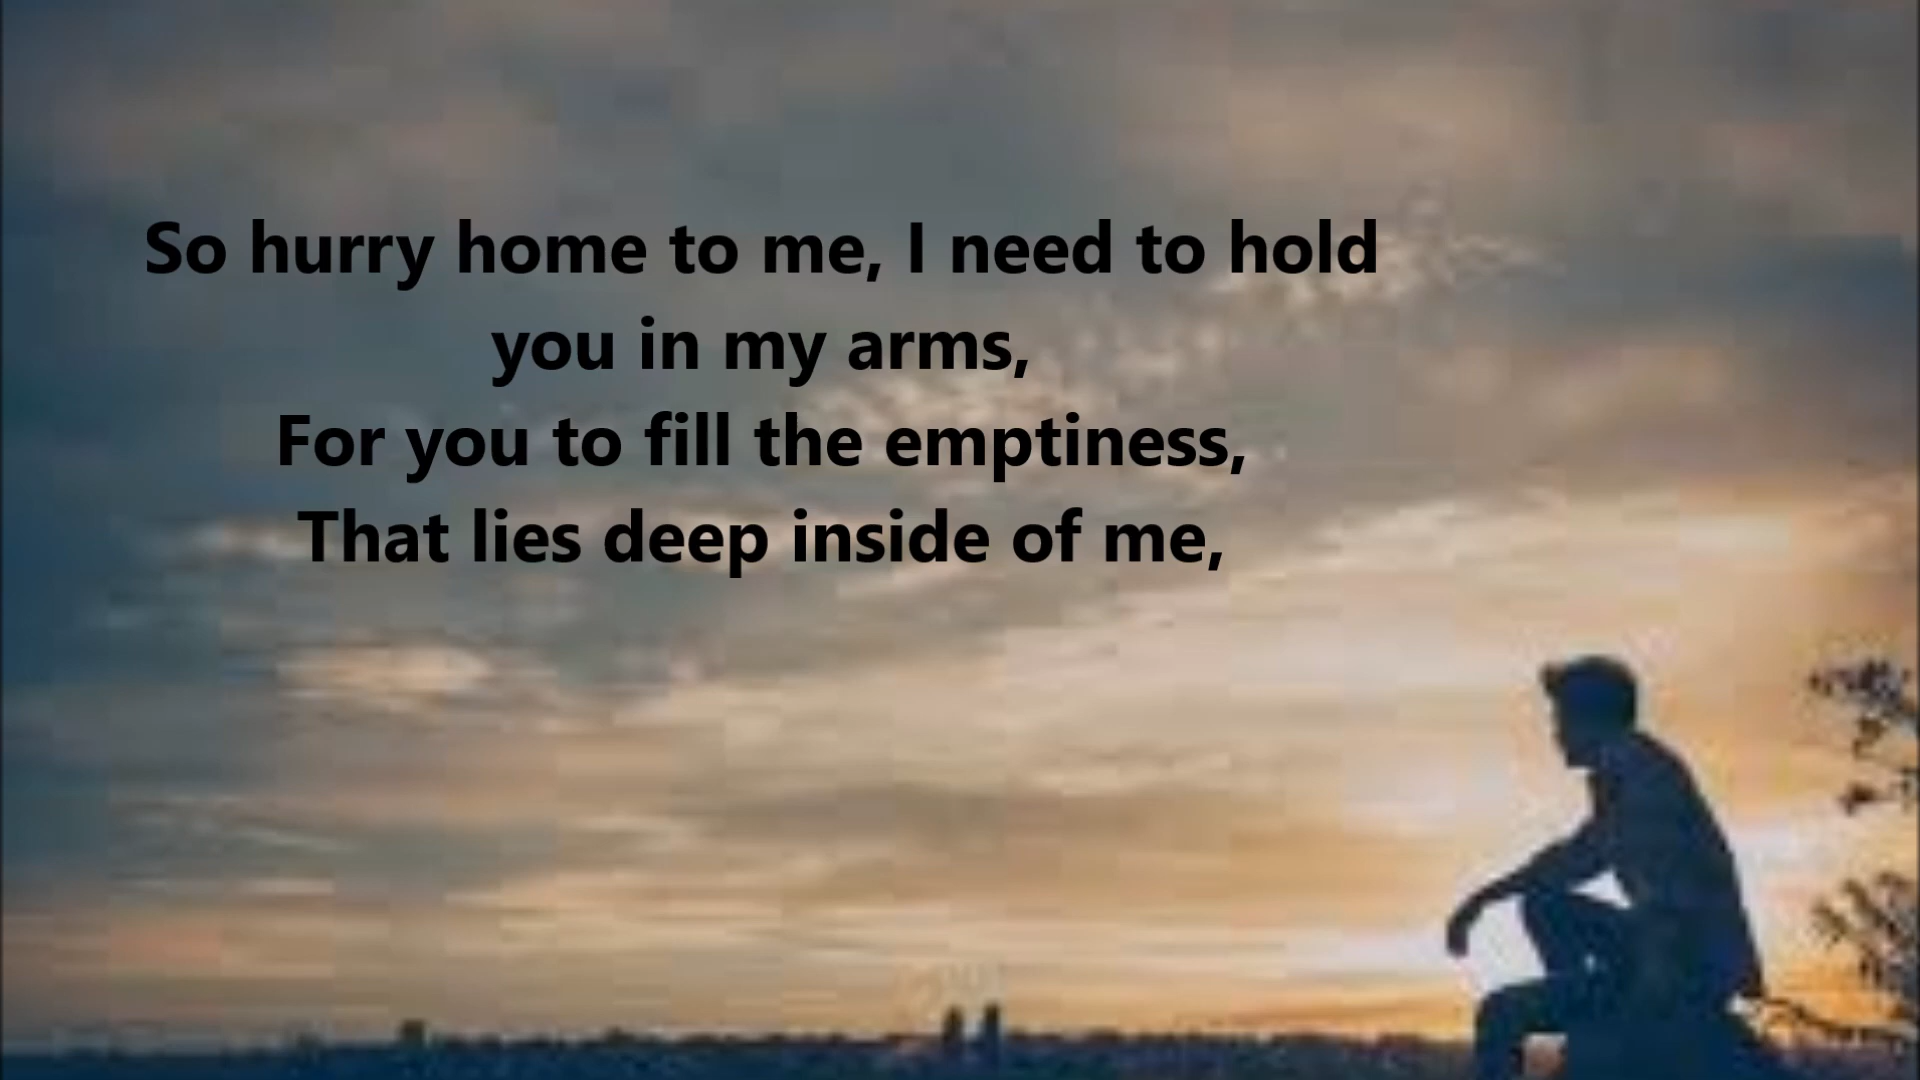 So hurry home to me, I need to hold
you in my arms,
For you to fill the emptiness,
That lies deep inside of me,